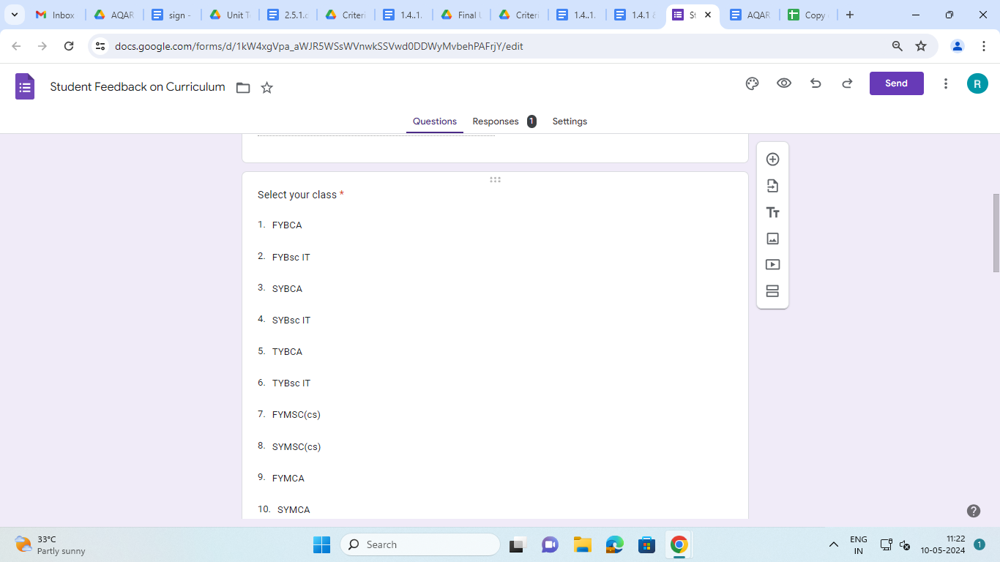 Inbox
AQAR
sign -
Unit T
2.5.1.c
Criteri
1.4..1.
Final U
Criteri
1.4..1.
1.4.1 &
St
AQAR
Copy
docs.google.com/forms/d/1kW4xgVpa_aWJR5WSsWVnwkSSVwd0DDWyMvbehPAFrjY/edit
Student Feedback on Curriculum
Send
R
Questions Responses 1 Settings
Select your class *
1. FYBCA
2. FYBsc IT
3. SYBCA
4. SYBsc IT
5. TYBCA
6. TYBsc IT
7. FYMSC(cs)
8. SYMSC(cs)
9. FYMCA
10. SYMCA
33°C
Partly sunny
Search
ENG
IN
11:22
10-05-2024
1